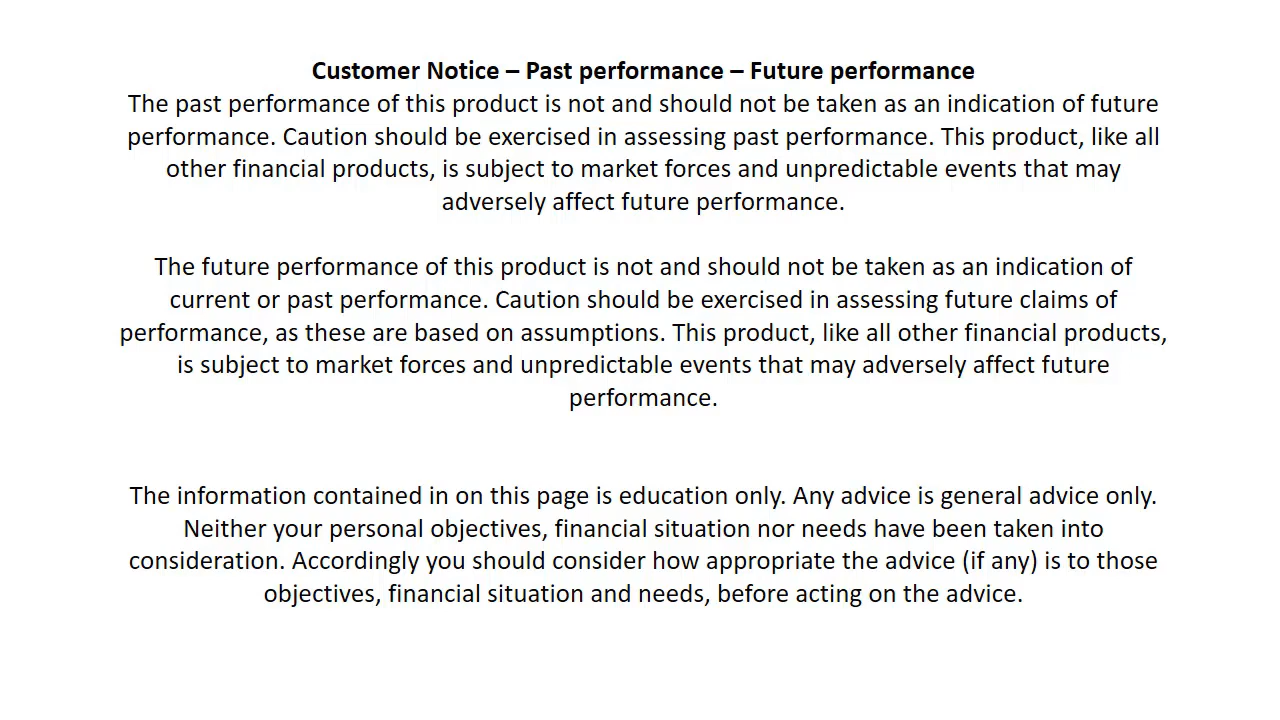 Customer Notice – Past performance – Future performance
The past performance of this product is not and should not be taken as an indication of future
performance. Caution should be exercised in assessing past performance. This product, like all
other financial products, is subject to market forces and unpredictable events that may
adversely affect future performance.
The future performance of this product is not and should not be taken as an indication of
current or past performance. Caution should be exercised in assessing future claims of
performance, as these are based on assumptions. This product, like all other financial products,
is subject to market forces and unpredictable events that may adversely affect future
performance.
The information contained in on this page is education only. Any advice is general advice only.
Neither your personal objectives, financial situation nor needs have been taken into
consideration. Accordingly you should consider how appropriate the advice (if any) is to those
objectives, financial situation and needs, before acting on the advice.